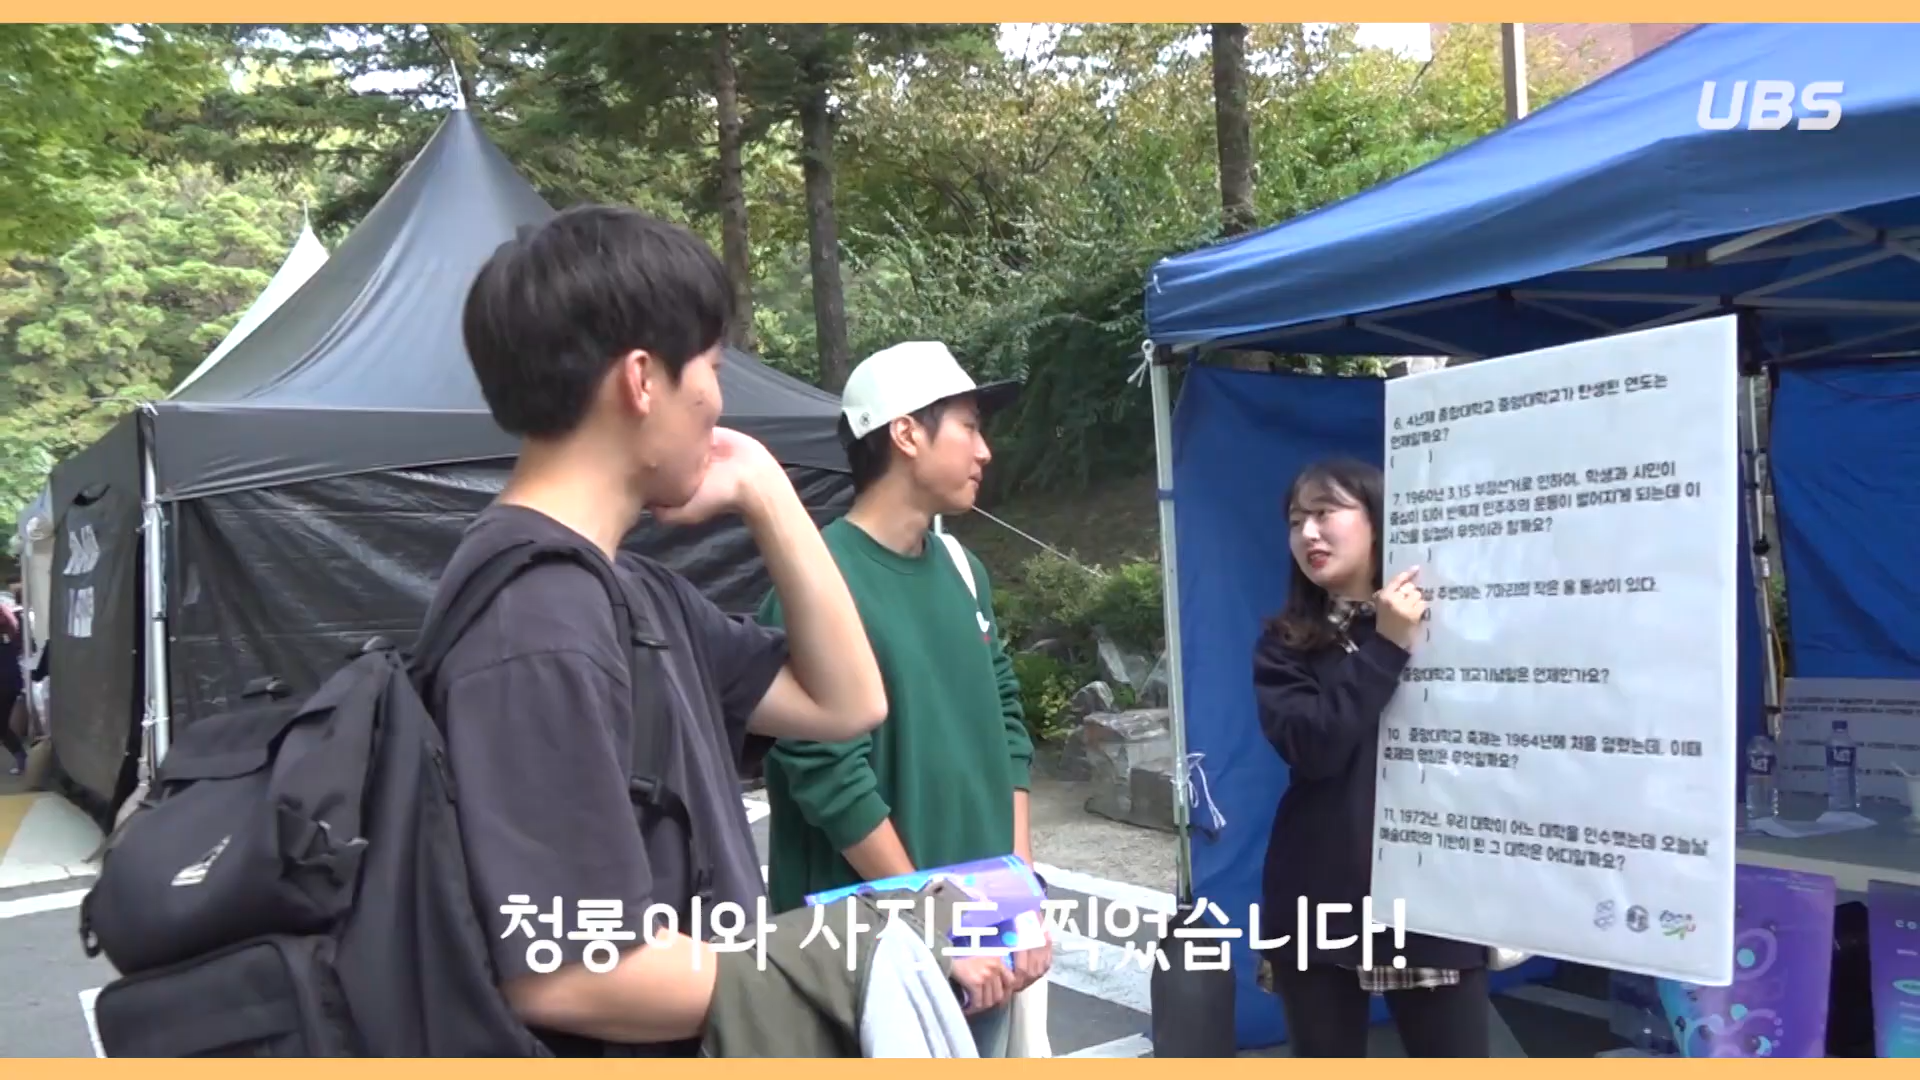 UBS
6. 4년제 종합대학교 중앙대학교가 탄생된 연도는
언제일까요?
(        )
7. 1960년 3.15 부정선거로 인하여, 학생과 시민이
중심이 되어 반독재 민주주의 운동이 벌어지게 되는데 이
사건을 일컬어 무엇이라 할까요?
(        )
주변에는 7마리의 작은 용 동상이 있다.
)
중앙대학교 개교기념일은 언제인가요?
)
10. 중앙대학교 축제는 1964년에 처음 열렸는데, 이때
축제의 명칭은 무엇일까요?
(        )
11. 1972년, 우리 대학이 어느 대학을 인수했는데 오늘날
예술대학의 기반이 된 그 대학은 어디일까요?
(        )
청룡이와 사진도 찍었습니다!